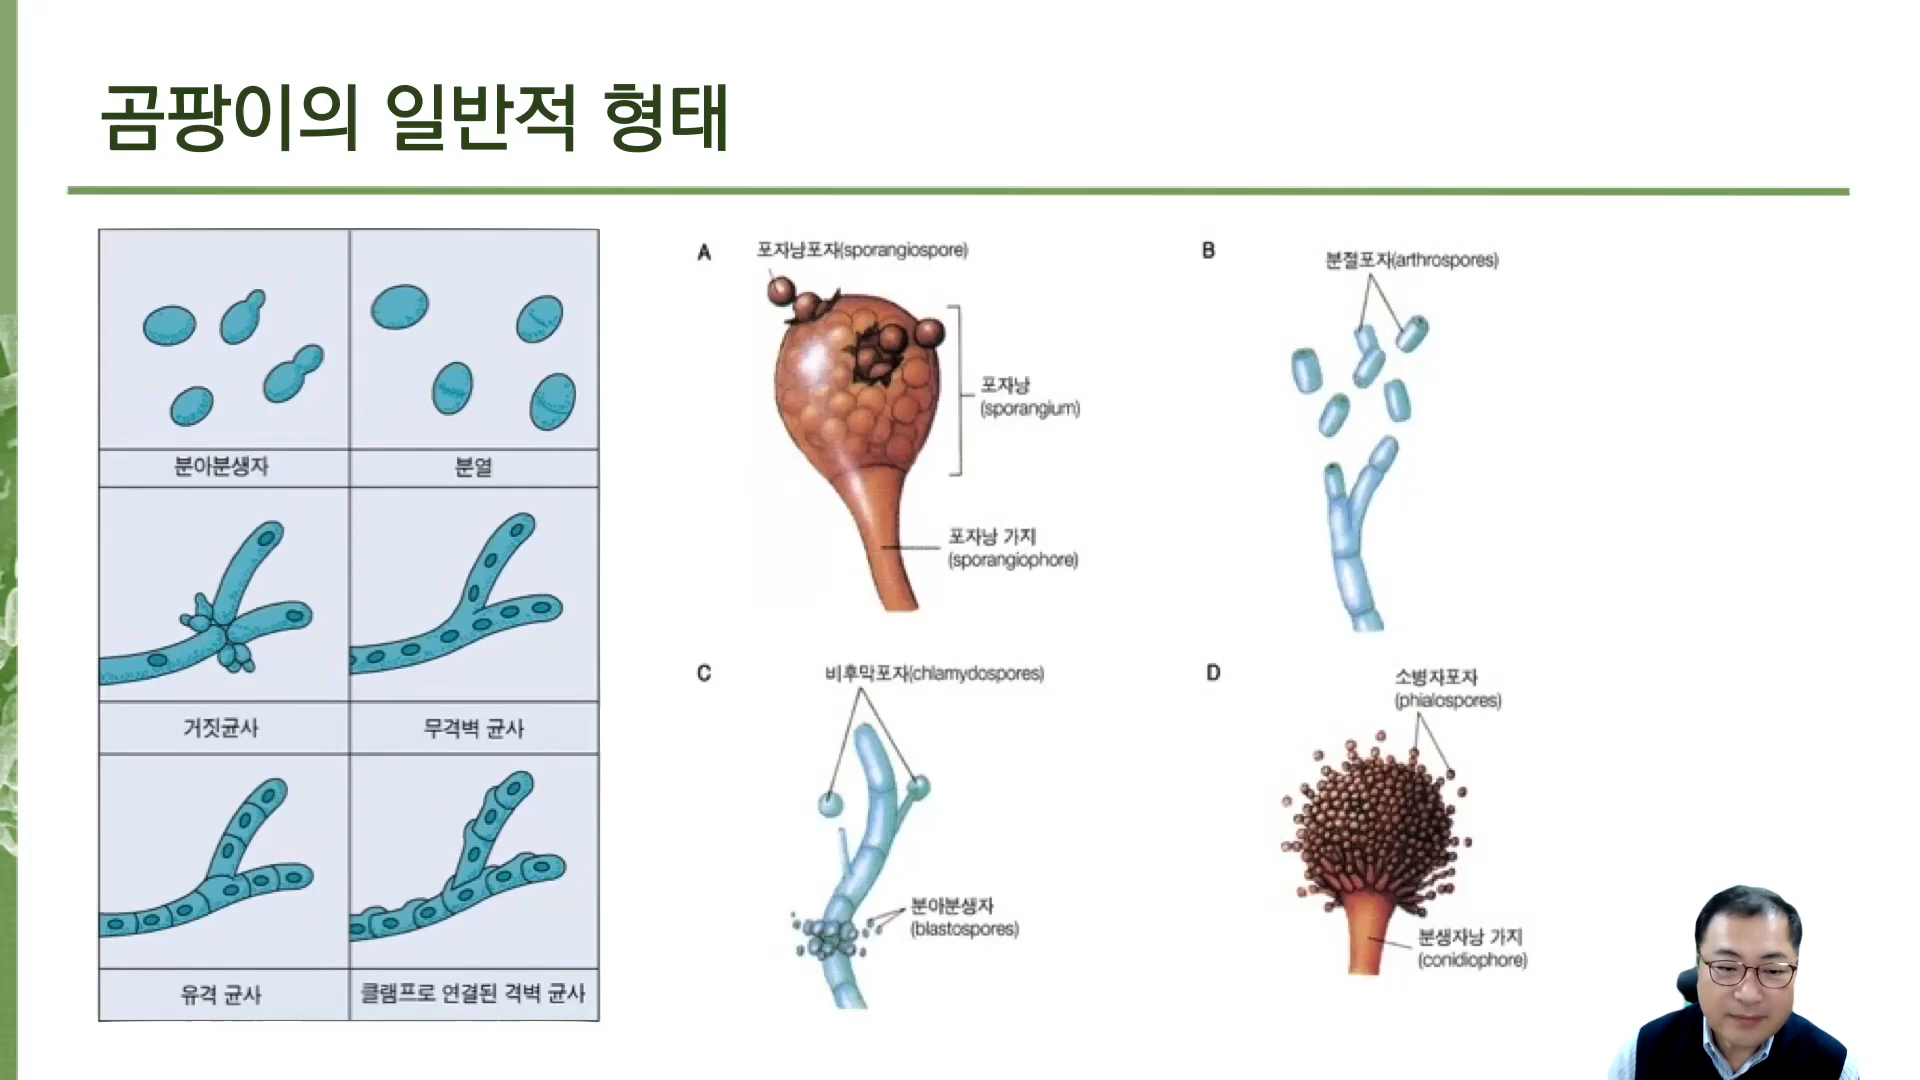 곰팡이의 일반적 형태
분아분생자
분열
거짓균사
무격벽 균사
유격 균사
클램프로 연결된 격벽 균사
A
포자낭포자(sporangiospore)
포자낭
(sporangium)
포자낭 가지
(sporangiophore)
B
분절포자(arthrospores)
C
비후막포자(chlamydospores)
분아분생자
(blastospores)
D
소병자포자
(phialospores)
분생자낭 가지
(conidiophore)